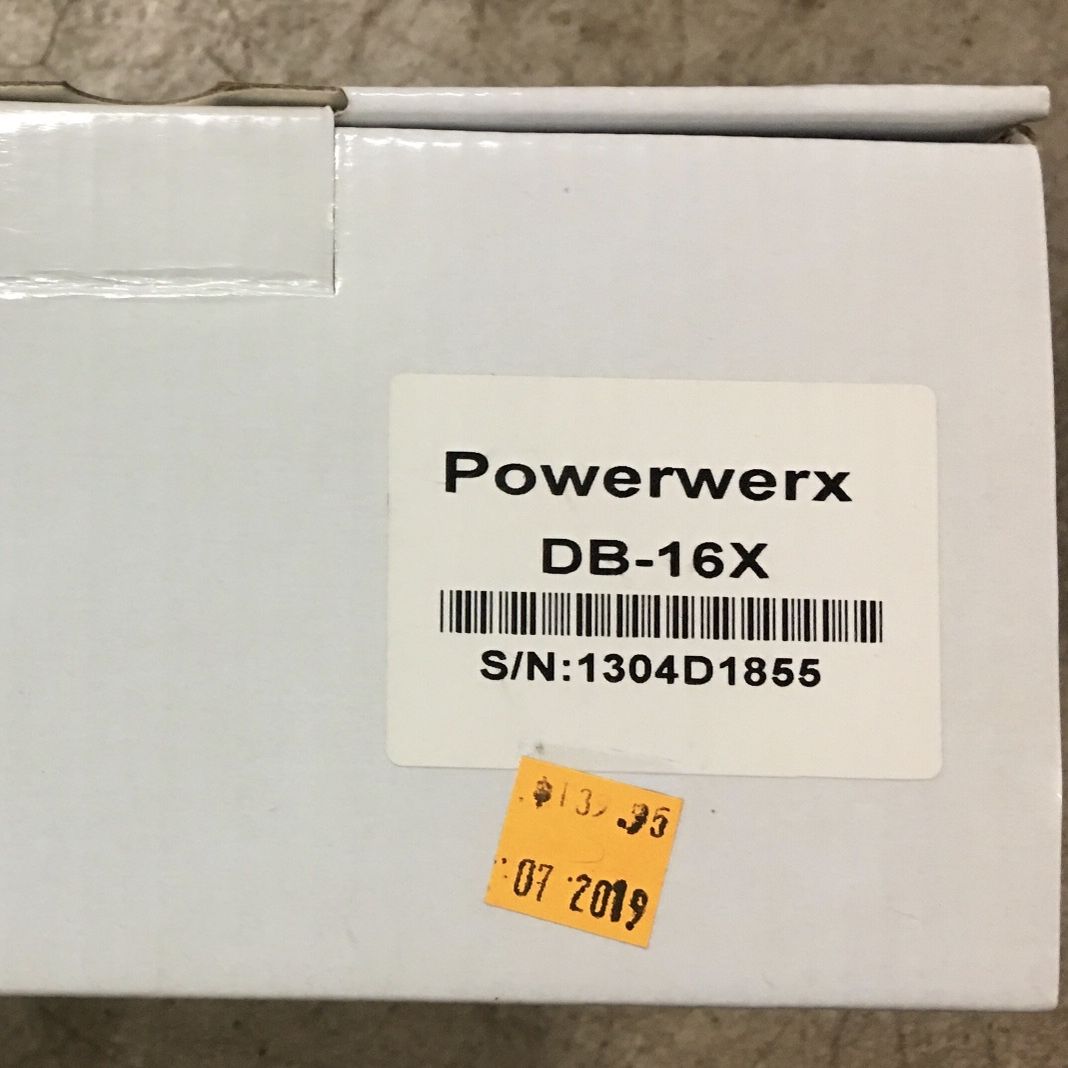 Powerwerx
DB-16X
S/N:1304D1855
07 2019